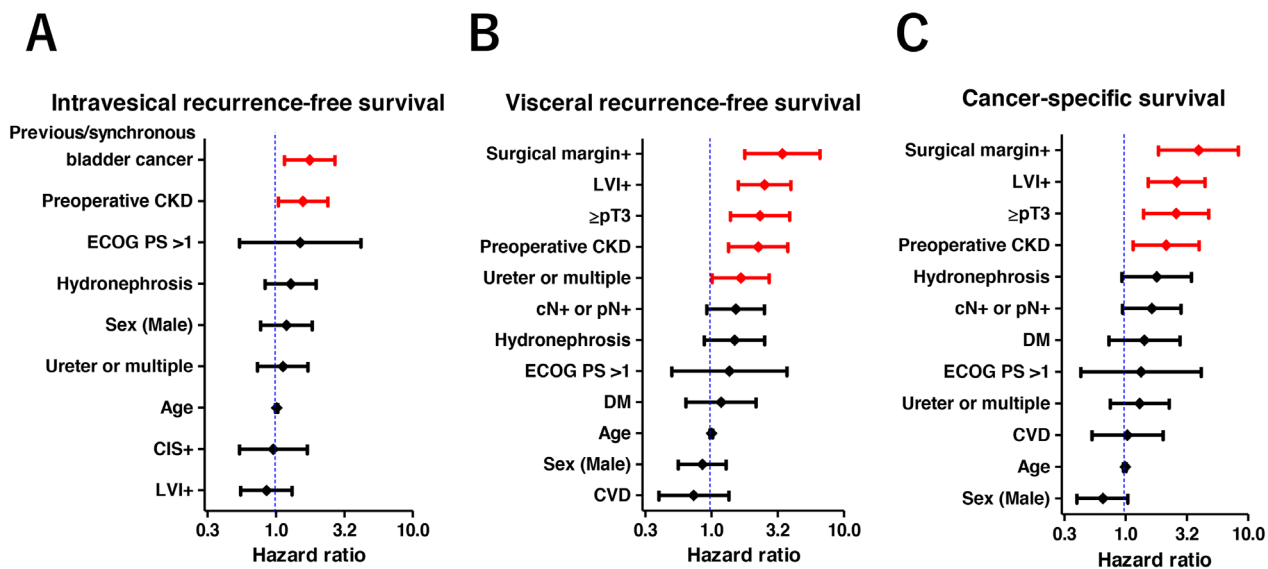 A
Intravesical recurrence-free survival
Previous/synchronous
bladder cancer
Preoperative CKD
ECOG PS >1
Hydronephrosis
Sex (Male)
Ureter or multiple
Age
CIS+
LVI+
0.3 1.0 3.2 10.0
Hazard ratio
B
Visceral recurrence-free survival
Surgical margin+
LVI+
≥pT3
Preoperative CKD
Ureter or multiple
cN+ or pN+
Hydronephrosis
ECOG PS >1
DM
Age
Sex (Male)
CVD
0.3 1.0 3.2 10.0
Hazard ratio
C
Cancer-specific survival
Surgical margin+
LVI+
≥pT3
Preoperative CKD
Hydronephrosis
cN+ or pN+
DM
ECOG PS >1
Ureter or multiple
CVD
Age
Sex (Male)
0.3 1.0 3.2 10.0
Hazard ratio